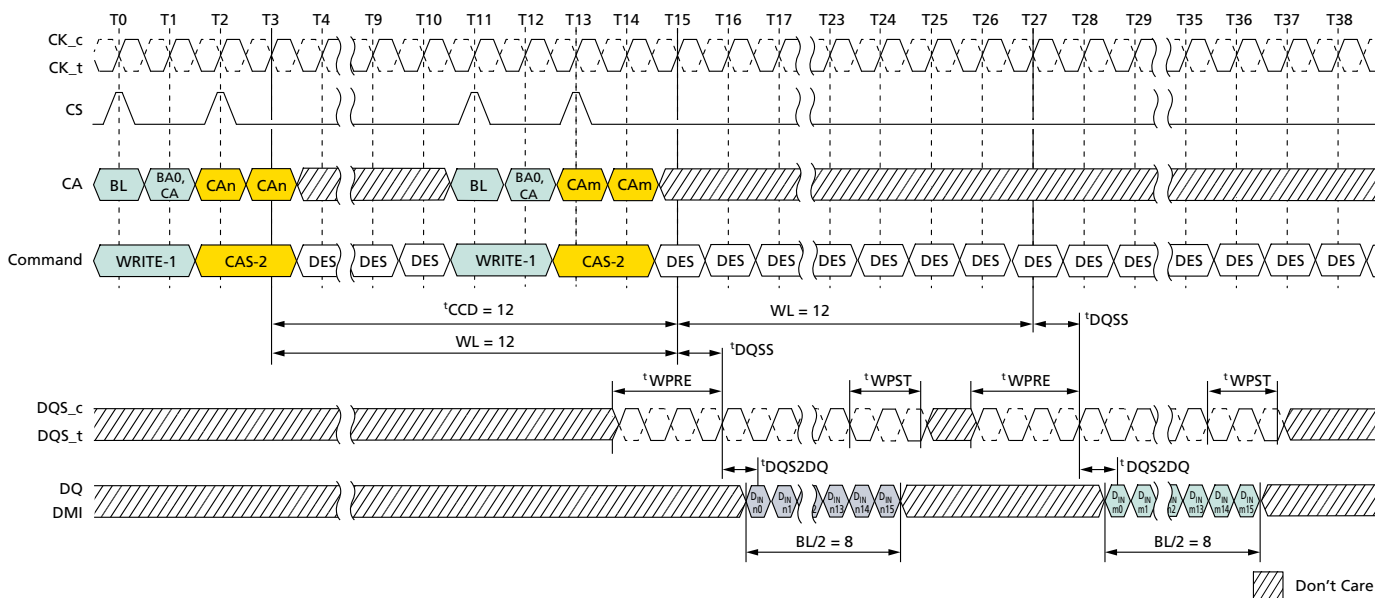 T0 T1 T2 T3 T4 T9 T10 T11 T12 T13 T14 T15 T16 T17 T23 T24 T25 T26 T27 T28 T29 T35 T36 T37 T38
CK_c
CK_t
CS
CA BL BA0, CA CAn CAn BL BA0, CA CAm CAm
Command WRITE-1 CAS-2 DES DES DES WRITE-1 CAS-2 DES DES DES DES DES DES DES DES DES DES DES DES DES DES
tCCD = 12 WL = 12 tDQSS
WL = 12 tDQSS
tWPRE tWPST tWPRE tWPST
DQS_c
DQS_t
tDQS2DQ tDQS2DQ
DQ
DMI
DIN n0 DIN n1 DIN n13 DIN n14 DIN n15 DIN m0 DIN m1 DIN m13 DIN m14 DIN m15
BL/2 = 8 BL/2 = 8
Don't Care